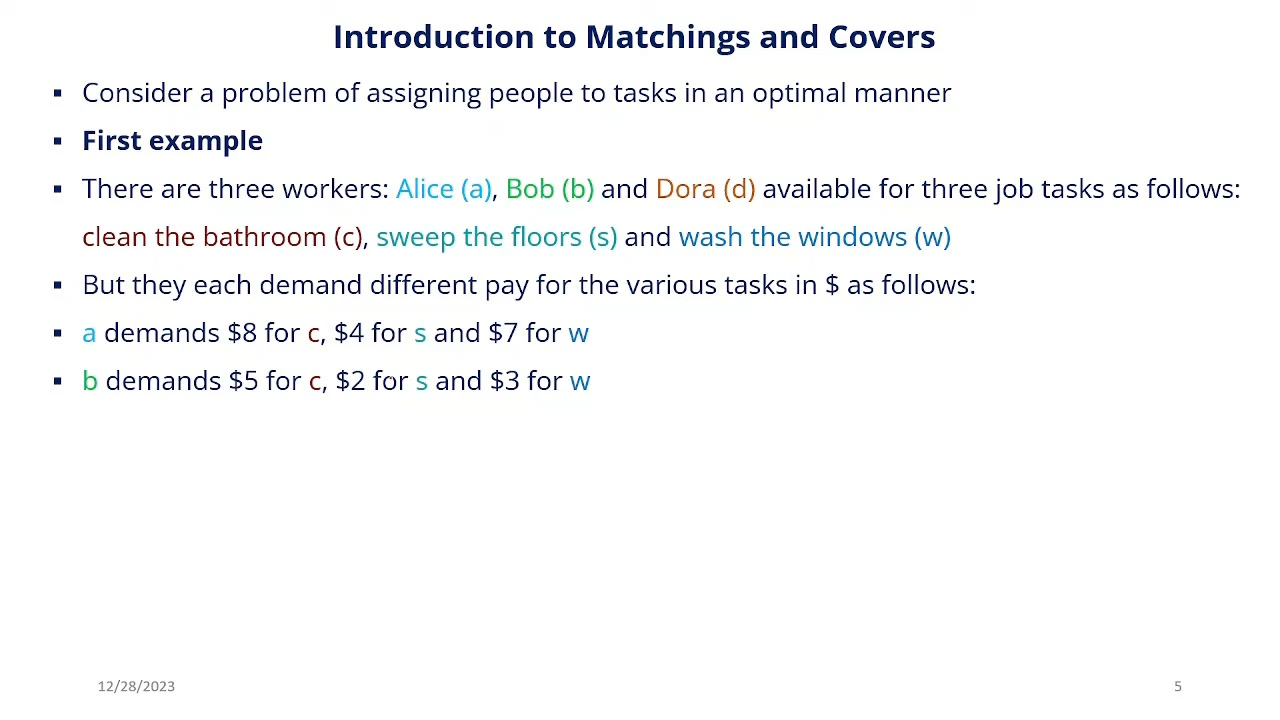 Introduction to Matchings and Covers
▪ Consider a problem of assigning people to tasks in an optimal manner
▪ First example
▪ There are three workers: Alice (a), Bob (b) and Dora (d) available for three job tasks as follows:
clean the bathroom (c), sweep the floors (s) and wash the windows (w)
▪ But they each demand different pay for the various tasks in $ as follows:
▪ a demands $8 for c, $4 for s and $7 for w
▪ b demands $5 for c, $2 for s and $3 for w
12/28/2023
5